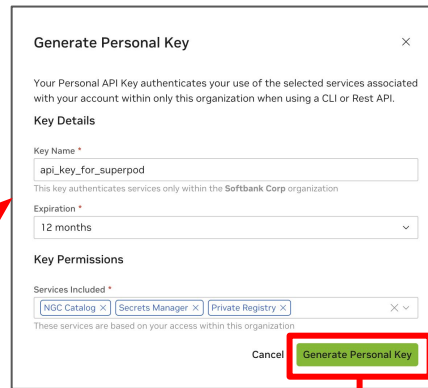 Generate Personal Key
Your Personal API Key authenticates your use of the selected services associated
with your account within only this organization when using a CLI or Rest API.
Key Details
Key Name *
api_key_for_superpod
This key authenticates services only within the Softbank Corp organization
Expiration *
12 months
Key Permissions
Services Included *
NGC Catalog × Secrets Manager × Private Registry ×
These services are based on your access within this organization
Cancel Generate Personal Key